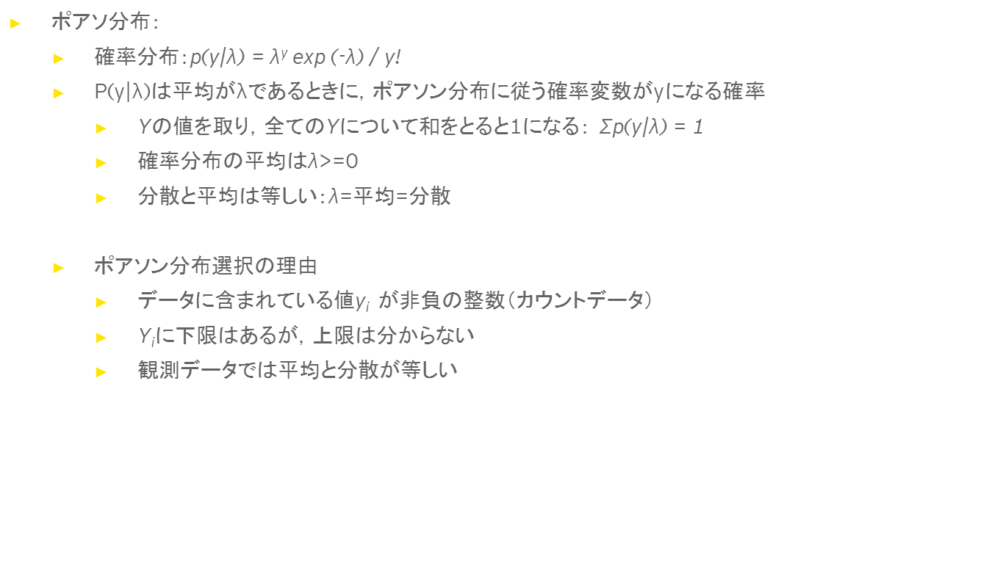 ポアソ分布：
確率分布：p(y|λ) = λʸ exp (-λ) / y!
P(y|λ)は平均がλであるときに，ポアソン分布に従う確率変数がyになる確率
Yの値を取り，全てのYについて和をとると1になる： Σp(y|λ) = 1
確率分布の平均はλ>=0
分散と平均は等しい：λ=平均=分散
ポアソン分布選択の理由
データに含まれている値yᵢ が非負の整数（カウントデータ）
Yᵢに下限はあるが，上限は分からない
観測データでは平均と分散が等しい